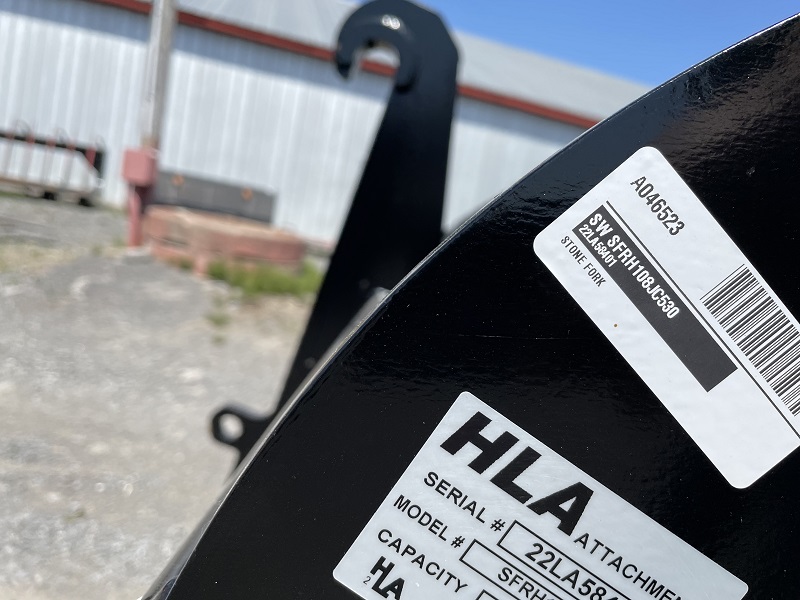 A046523
SW SFRH108JC530
22LA58401
STONE FORK
HLA ATTACHMEN
SERIAL # 22LA584
MODEL # SFRH
CAPACITY
HLA